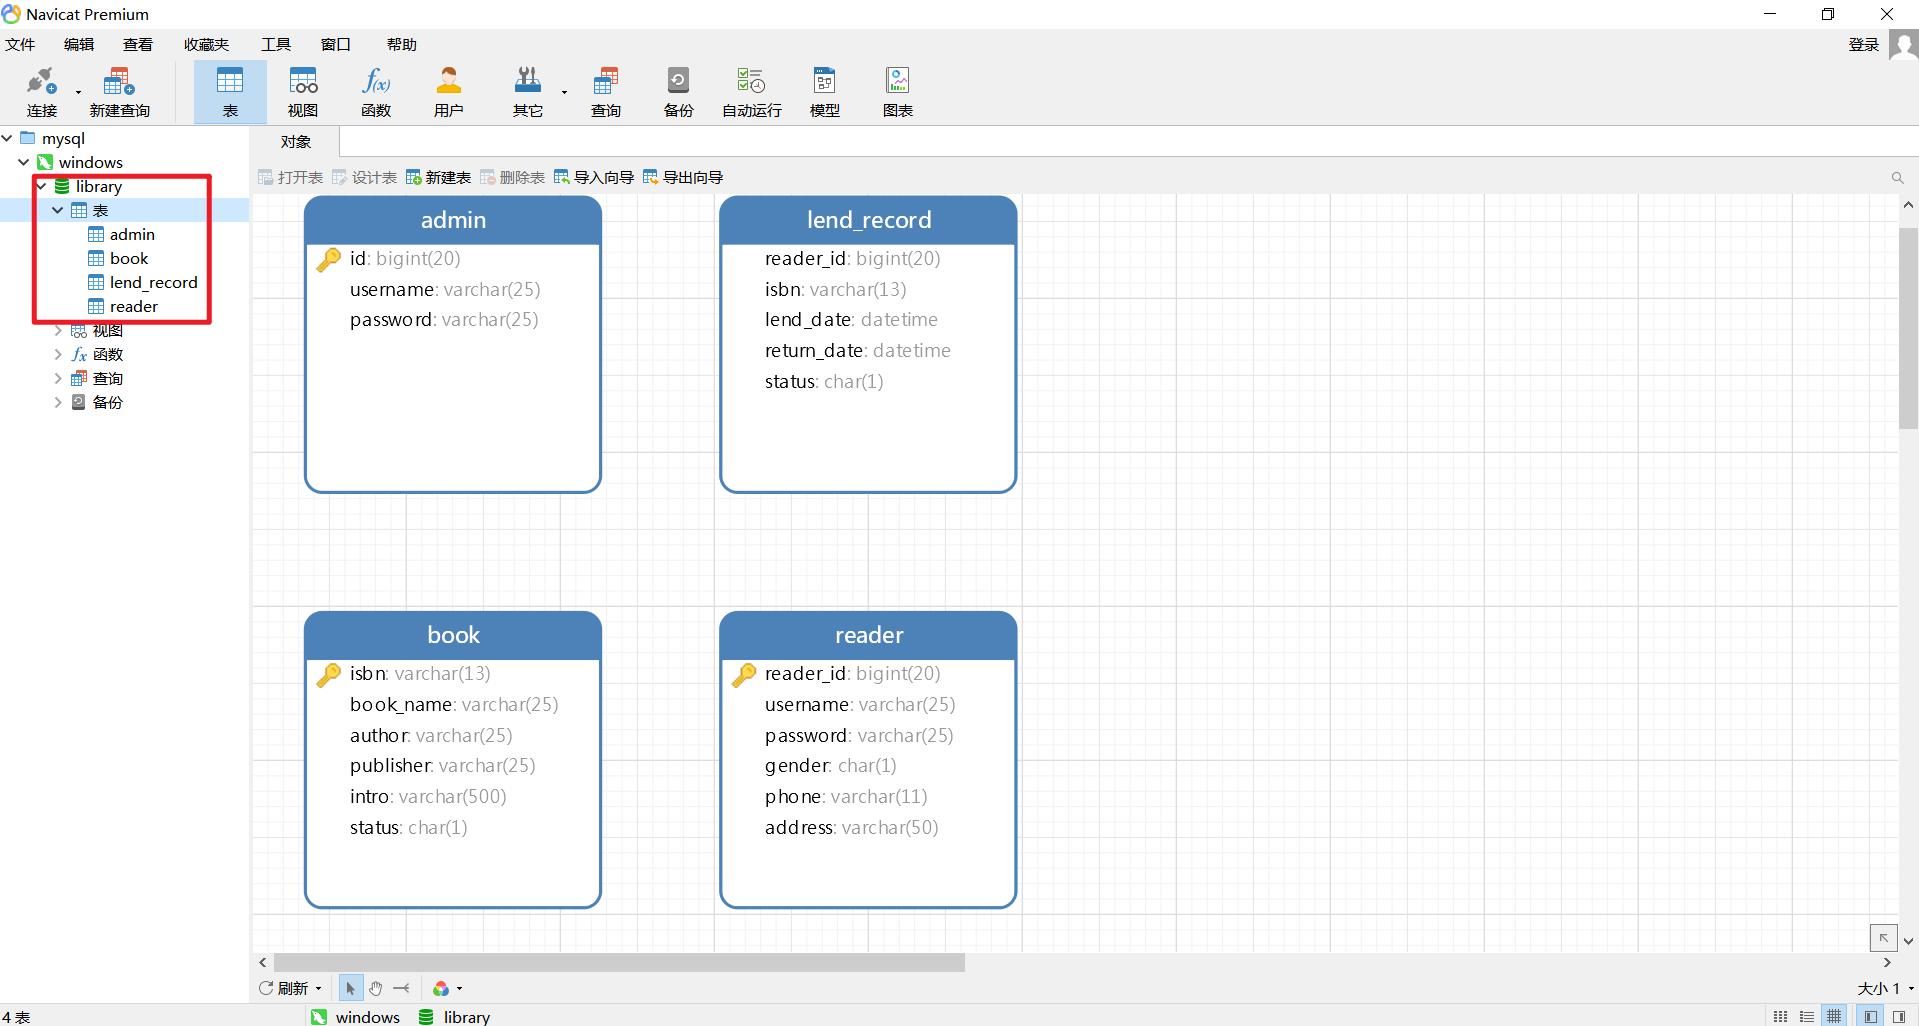 Navicat Premium
文件 编辑 查看 收藏夹 工具 窗口 帮助 登录
连接 新建查询 表 视图 函数 用户 其它 查询 备份 自动运行 模型 图表
mysql
windows
library
表
admin
book
lend_record
reader
视图
函数
查询
备份
对象
打开表 设计表 新建表 删除表 导入向导 导出向导
admin
id: bigint(20)
username: varchar(25)
password: varchar(25)
lend_record
reader_id: bigint(20)
isbn: varchar(13)
lend_date: datetime
return_date: datetime
status: char(1)
book
isbn: varchar(13)
book_name: varchar(25)
author: varchar(25)
publisher: varchar(25)
intro: varchar(500)
status: char(1)
reader
reader_id: bigint(20)
username: varchar(25)
password: varchar(25)
gender: char(1)
phone: varchar(11)
address: varchar(50)
刷新 大小 1
4 表 windows library